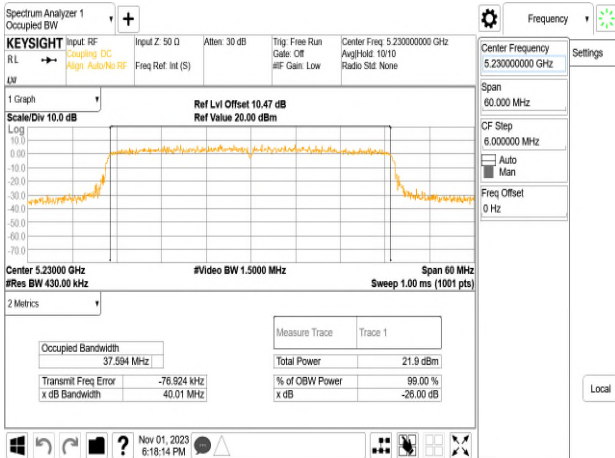 Spectrum Analyzer 1
Occupied BW
+
Frequency
KEYSIGHT
RL
Input: RF
Coupling: DC
Align: Auto/No RF
Input Z: 50 Ω
Freq Ref: Int (S)
Atten: 30 dB
Trig: Free Run
Gate: Off
#IF Gain: Low
Center Freq: 5.230000000 GHz
Avg|Hold: 10/10
Radio Std: None
Center Frequency
5.230000000 GHz
Settings
Span
60.000 MHz
CF Step
6.000000 MHz
Auto
Man
Freq Offset
0 Hz
Local
1 Graph
Scale/Div 10.0 dB
Ref Lvl Offset 10.47 dB
Ref Value 20.00 dBm
Log
10.0
0.00
-10.0
-20.0
-30.0
-40.0
-50.0
-60.0
-70.0
Center 5.23000 GHz
#Video BW 1.5000 MHz
Span 60 MHz
#Res BW 430.00 kHz
Sweep 1.00 ms (1001 pts)
2 Metrics
Measure Trace Trace 1
Occupied Bandwidth
37.594 MHz
Total Power 21.9 dBm
Transmit Freq Error -76.924 kHz
% of OBW Power 99.00 %
x dB Bandwidth 40.01 MHz
x dB -26.00 dB
?
Nov 01, 2023
6:18:14 PM